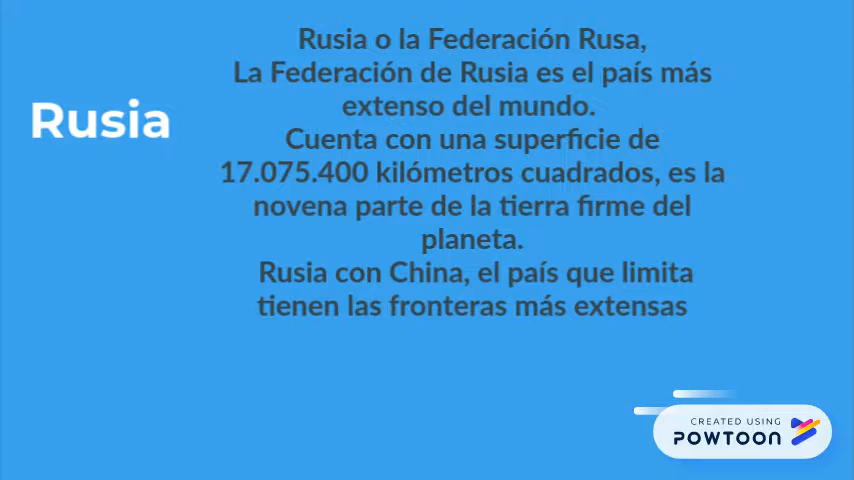 Rusia
Rusia o la Federación Rusa,
La Federación de Rusia es el país más
extenso del mundo.
Cuenta con una superficie de
17.075.400 kilómetros cuadrados, es la
novena parte de la tierra firme del
planeta.
Rusia con China, el país que limita
tienen las fronteras más extensas
CREATED USING
POWTOON